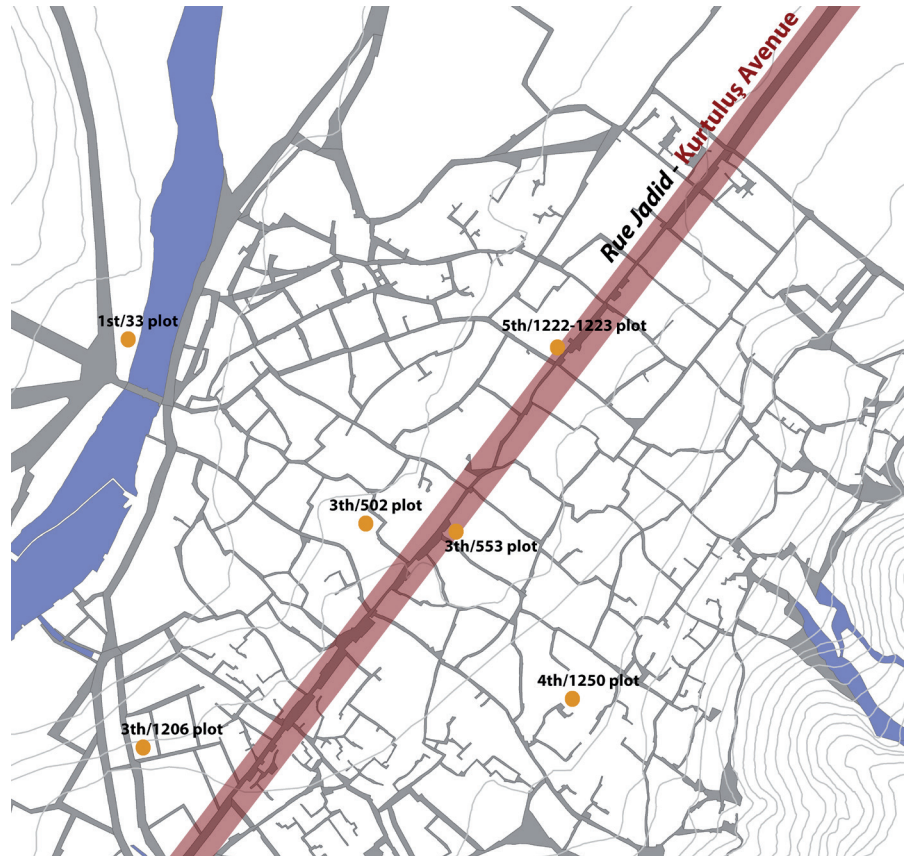 Rue Jadid - Kurtuluş Avenue
1st/33 plot
5th/1222-1223 plot
3th/502 plot
3th/553 plot
4th/1250 plot
3th/1206 plot